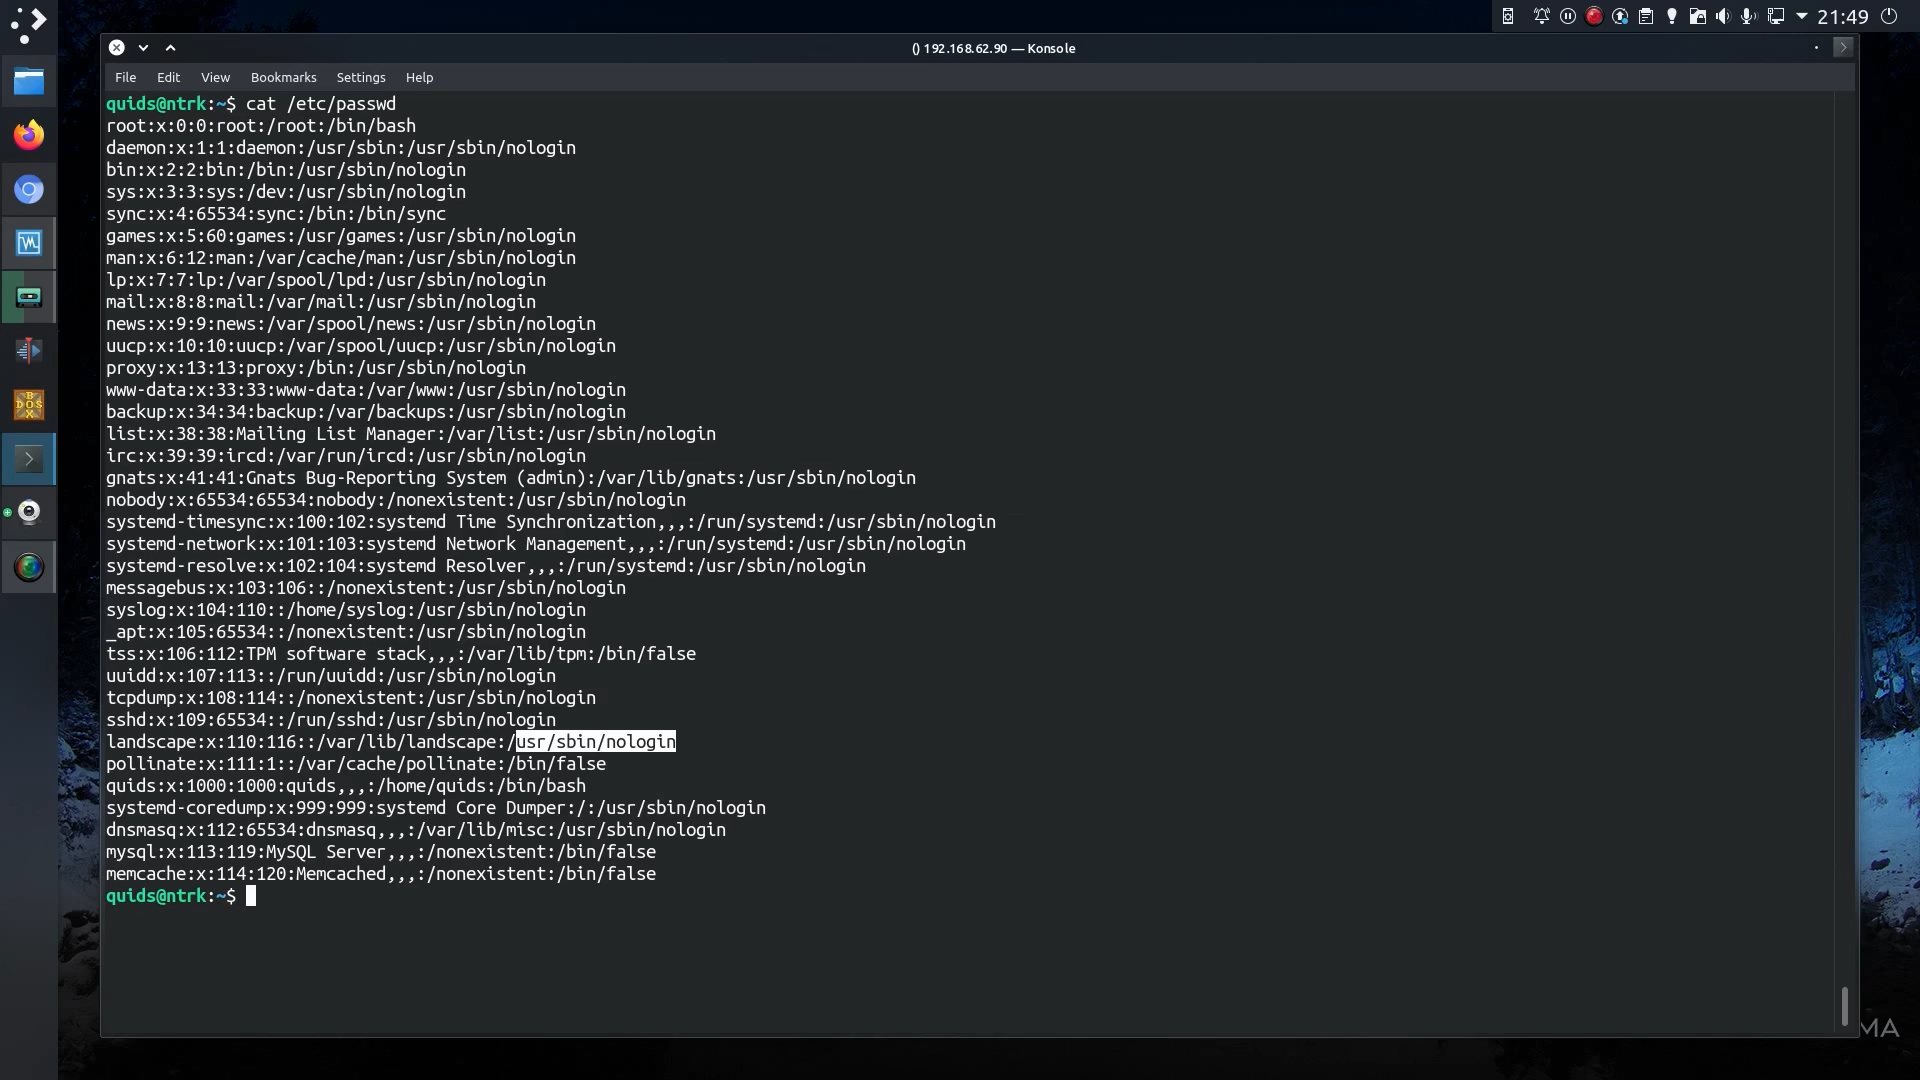 21:49
() 192.168.62.90 — Konsole
File Edit View Bookmarks Settings Help
quids@ntrk:~$ cat /etc/passwd
root:x:0:0:root:/root:/bin/bash
daemon:x:1:1:daemon:/usr/sbin:/usr/sbin/nologin
bin:x:2:2:bin:/bin:/usr/sbin/nologin
sys:x:3:3:sys:/dev:/usr/sbin/nologin
sync:x:4:65534:sync:/bin:/bin/sync
games:x:5:60:games:/usr/games:/usr/sbin/nologin
man:x:6:12:man:/var/cache/man:/usr/sbin/nologin
lp:x:7:7:lp:/var/spool/lpd:/usr/sbin/nologin
mail:x:8:8:mail:/var/mail:/usr/sbin/nologin
news:x:9:9:news:/var/spool/news:/usr/sbin/nologin
uucp:x:10:10:uucp:/var/spool/uucp:/usr/sbin/nologin
proxy:x:13:13:proxy:/bin:/usr/sbin/nologin
www-data:x:33:33:www-data:/var/www:/usr/sbin/nologin
backup:x:34:34:backup:/var/backups:/usr/sbin/nologin
list:x:38:38:Mailing List Manager:/var/list:/usr/sbin/nologin
irc:x:39:39:ircd:/var/run/ircd:/usr/sbin/nologin
gnats:x:41:41:Gnats Bug-Reporting System (admin):/var/lib/gnats:/usr/sbin/nologin
nobody:x:65534:65534:nobody:/nonexistent:/usr/sbin/nologin
systemd-timesync:x:100:102:systemd Time Synchronization,,,:/run/systemd:/usr/sbin/nologin
systemd-network:x:101:103:systemd Network Management,,,:/run/systemd:/usr/sbin/nologin
systemd-resolve:x:102:104:systemd Resolver,,,:/run/systemd:/usr/sbin/nologin
messagebus:x:103:106::/nonexistent:/usr/sbin/nologin
syslog:x:104:110::/home/syslog:/usr/sbin/nologin
_apt:x:105:65534::/nonexistent:/usr/sbin/nologin
tss:x:106:112:TPM software stack,,,:/var/lib/tpm:/bin/false
uuidd:x:107:113::/run/uuidd:/usr/sbin/nologin
tcpdump:x:108:114::/nonexistent:/usr/sbin/nologin
sshd:x:109:65534::/run/sshd:/usr/sbin/nologin
landscape:x:110:116::/var/lib/landscape:/usr/sbin/nologin
pollinate:x:111:1::/var/cache/pollinate:/bin/false
quids:x:1000:1000:quids,,,:/home/quids:/bin/bash
systemd-coredump:x:999:999:systemd Core Dumper:/:/usr/sbin/nologin
dnsmasq:x:112:65534:dnsmasq,,,:/var/lib/misc:/usr/sbin/nologin
mysql:x:113:119:MySQL Server,,,:/nonexistent:/bin/false
memcache:x:114:120:Memcached,,,:/nonexistent:/bin/false
quids@ntrk:~$
DOS
BOX
MA